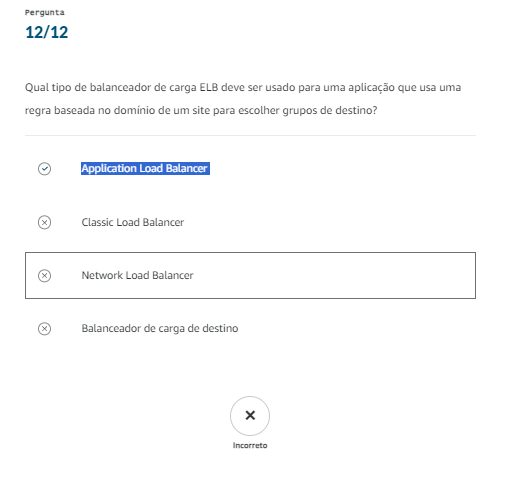 Pergunta
12/12
Qual tipo de balanceador de carga ELB deve ser usado para uma aplicação que usa uma
regra baseada no domínio de um site para escolher grupos de destino?
Application Load Balancer
Classic Load Balancer
Network Load Balancer
Balanceador de carga de destino
Incorreto